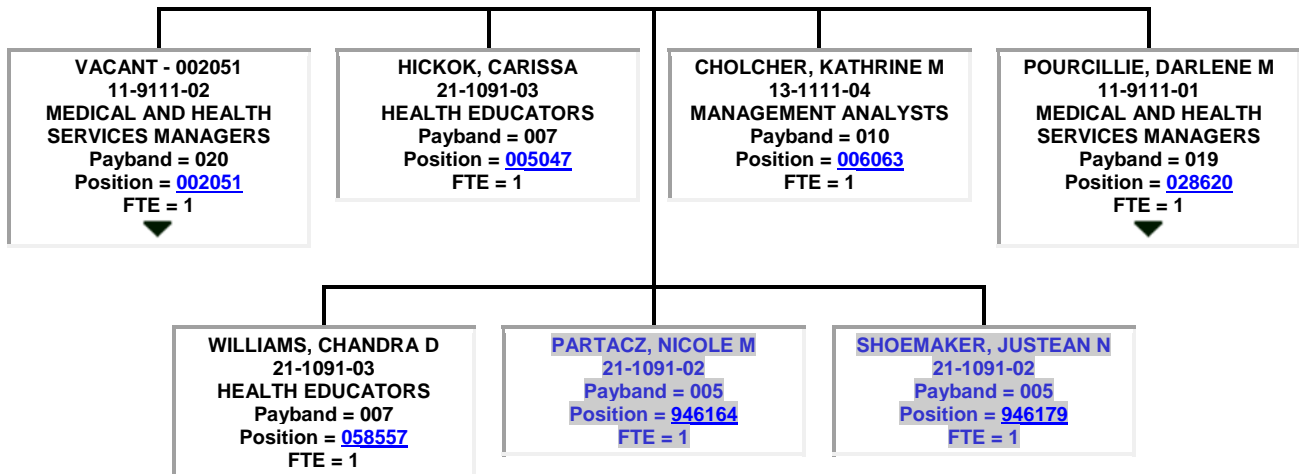 VACANT - 002051
11-9111-02
MEDICAL AND HEALTH
SERVICES MANAGERS
Payband = 020
Position = 002051
FTE = 1
HICKOK, CARISSA
21-1091-03
HEALTH EDUCATORS
Payband = 007
Position = 005047
FTE = 1
CHOLCHER, KATHRINE M
13-1111-04
MANAGEMENT ANALYSTS
Payband = 010
Position = 006063
FTE = 1
POURCILLIE, DARLENE M
11-9111-01
MEDICAL AND HEALTH
SERVICES MANAGERS
Payband = 019
Position = 028620
FTE = 1
WILLIAMS, CHANDRA D
21-1091-03
HEALTH EDUCATORS
Payband = 007
Position = 058557
FTE = 1
PARTACZ, NICOLE M
21-1091-02
Payband = 005
Position = 946164
FTE = 1
SHOEMAKER, JUSTEAN N
21-1091-02
Payband = 005
Position = 946179
FTE = 1